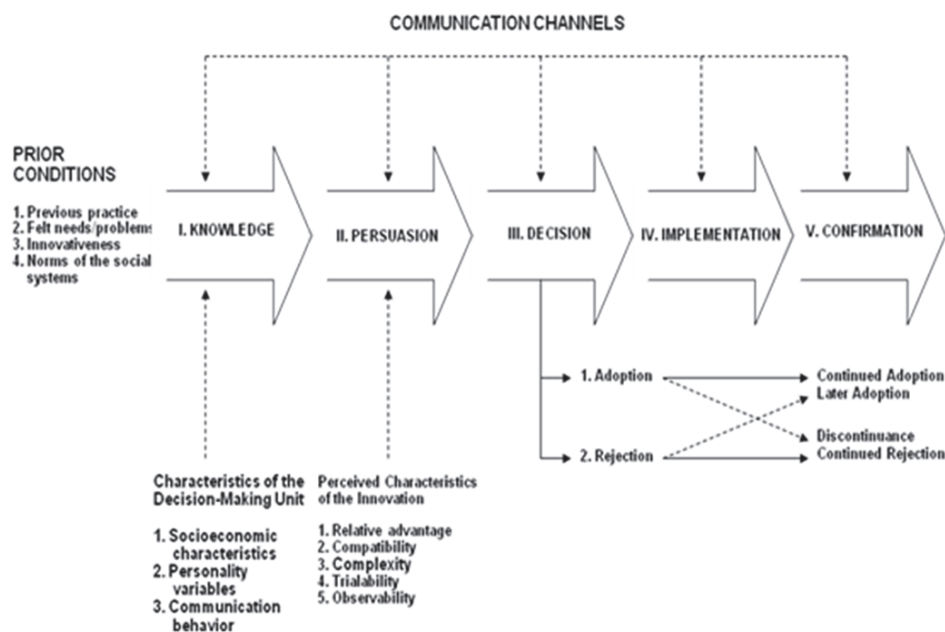 COMMUNICATION CHANNELS
PRIOR
CONDITIONS
1. Previous practice
2. Felt needs/problems
3. Innovativeness
4. Norms of the social
systems
I. KNOWLEDGE
II. PERSUASION
III. DECISION
IV. IMPLEMENTATION
V. CONFIRMATION
1. Adoption
Continued Adoption
Later Adoption
Discontinuance
2. Rejection
Continued Rejection
Characteristics of the
Decision-Making Unit
1. Socioeconomic
characteristics
2. Personality
variables
3. Communication
behavior
Perceived Characteristics
of the Innovation
1. Relative advantage
2. Compatibility
3. Complexity
4. Trialability
5. Observability